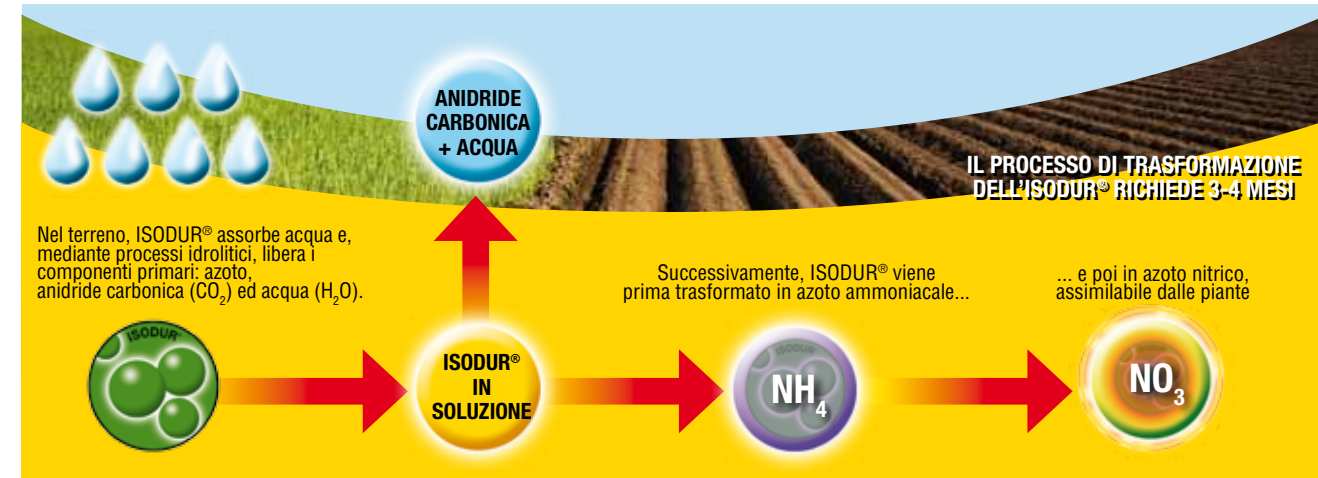 ANIDRIDE
CARBONICA
+ ACQUA
IL PROCESSO DI TRASFORMAZIONE
DELL'ISODUR® RICHIEDE 3-4 MESI
Nel terreno, ISODUR® assorbe acqua e,
mediante processi idrolitici, libera i
componenti primari: azoto,
anidride carbonica (CO₂) ed acqua (H₂O).
Successivamente, ISODUR® viene
prima trasformato in azoto ammoniacale...
... e poi in azoto nitrico,
assimilabile dalle piante
ISODUR®
ISODUR®
IN
SOLUZIONE
ISODUR®
NH₄
NO₃